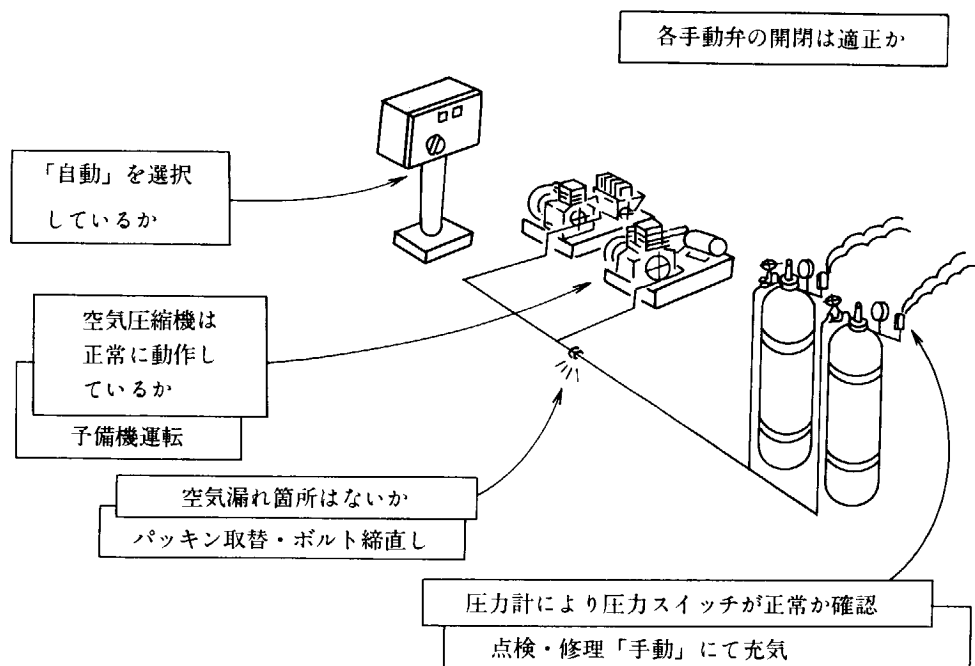 各手動弁の開閉は適正か
「自動」を選択
しているか
空気圧縮機は
正常に動作し
ているか
予備機運転
空気漏れ箇所はないか
パッキン取替・ボルト締直し
圧力計により圧力スイッチが正常か確認
点検・修理「手動」にて充気